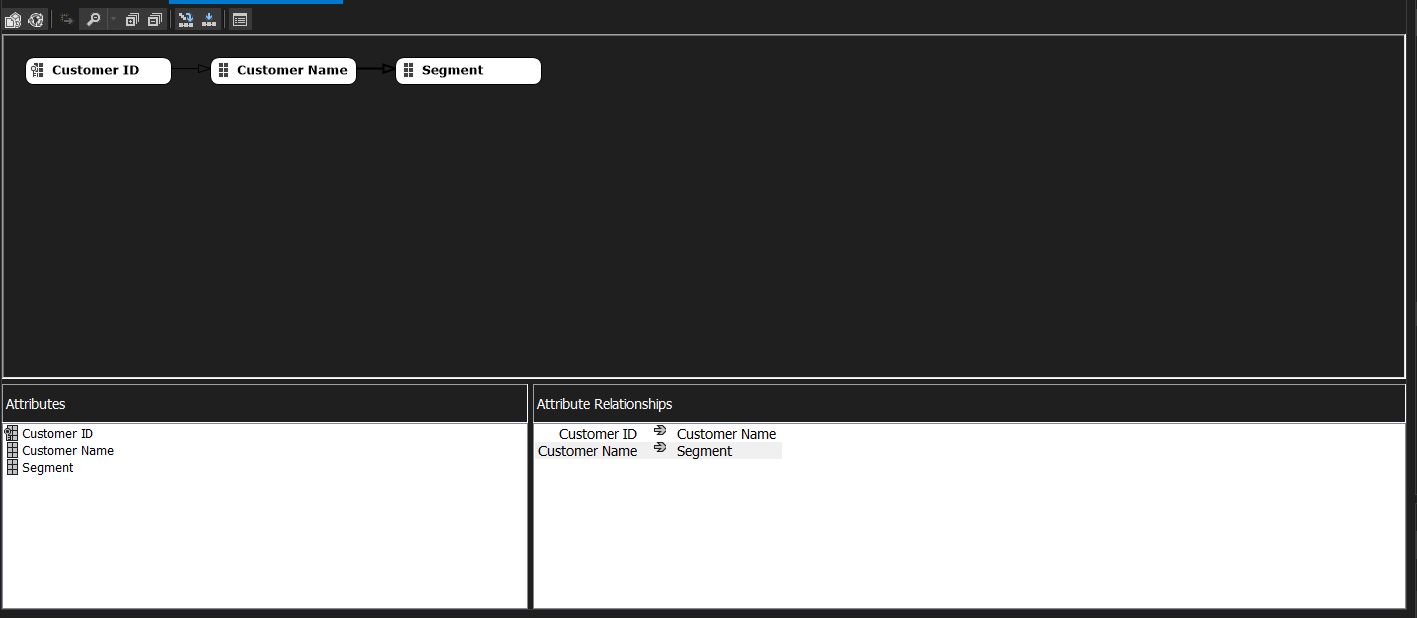 Customer ID
Customer Name
Segment
Attributes
Customer ID
Customer Name
Segment
Attribute Relationships
Customer ID Customer Name
Customer Name Segment